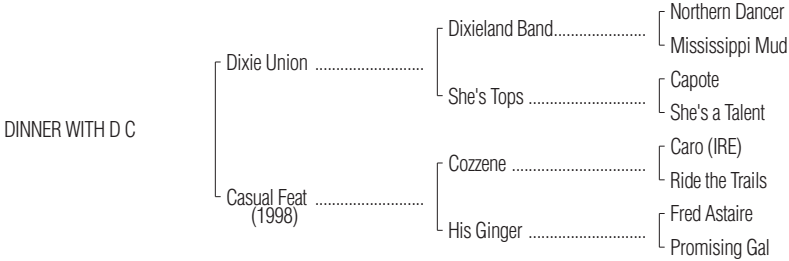 Northern Dancer
Dixieland Band......................
Mississippi Mud
Dixie Union ..........................
Capote
She's Tops ............................
She's a Talent
DINNER WITH D C
Caro (IRE)
Cozzene ................................
Ride the Trails
Casual Feat ..........................
(1998)
Fred Astaire
His Ginger ............................
Promising Gal